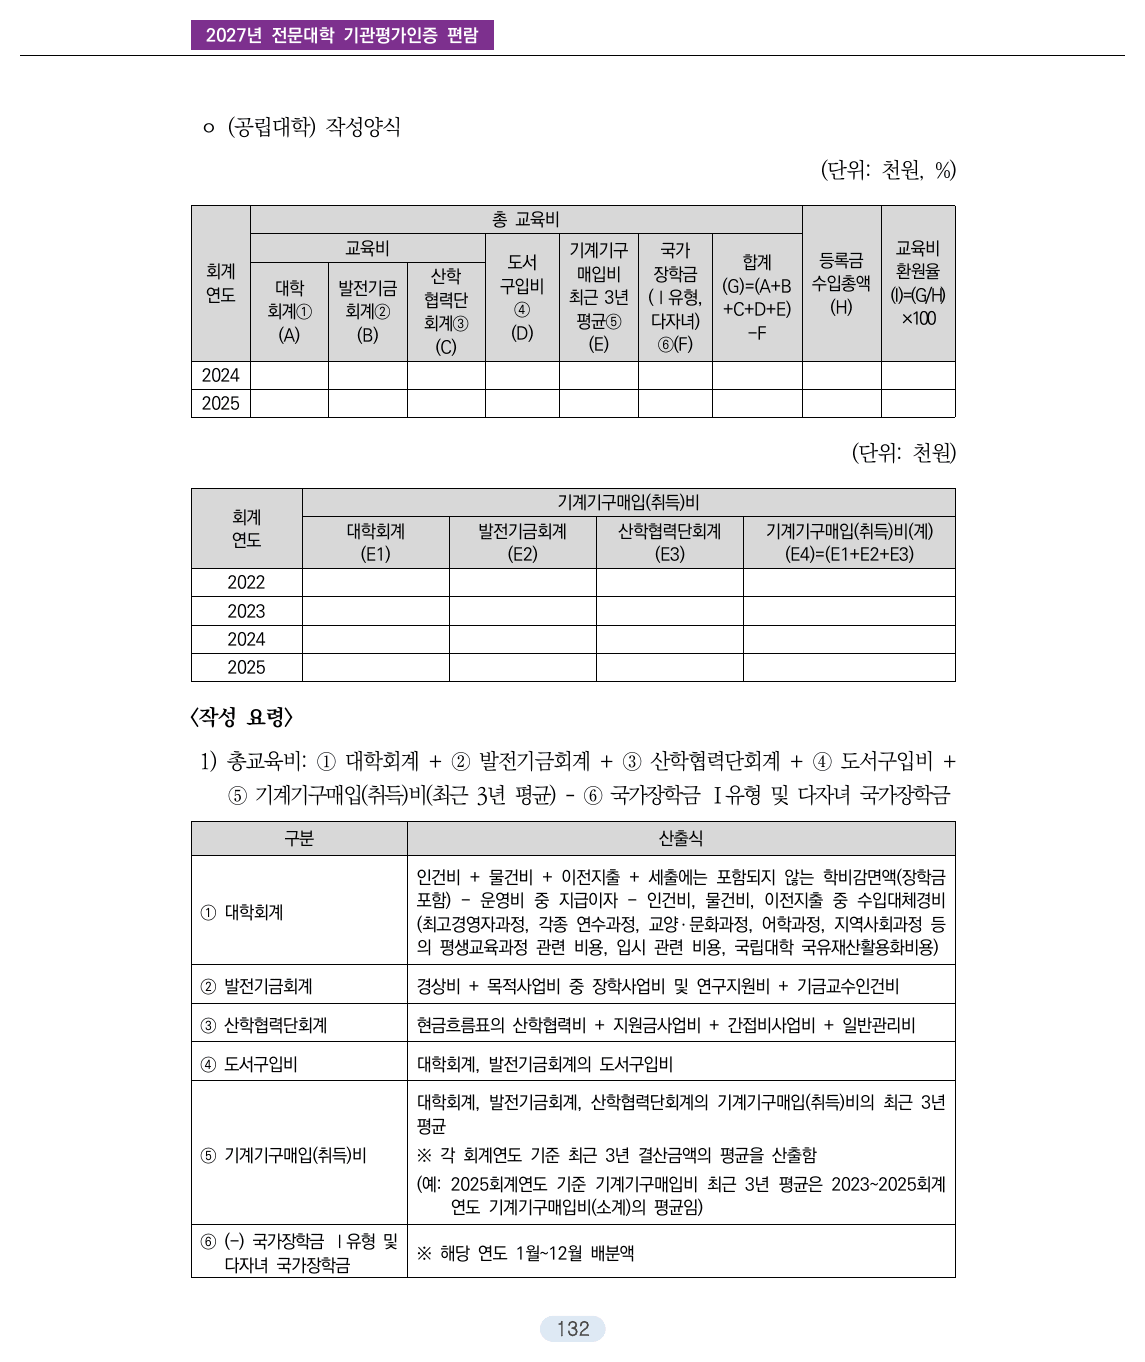 2027년 전문대학 기관평가인증 편람
ㅇ (공립대학) 작성양식
(단위: 천원, %)
회계
연도
총 교육비
교육비
대학
회계①
(A)
발전기금
회계②
(B)
산학
협력단
회계③
(C)
도서
구입비
④
(D)
기계기구
매입비
최근 3년
평균⑤
(E)
국가
장학금
(Ⅰ유형,
다자녀)
⑥(F)
합계
(G)=(A+B
+C+D+E)
-F
등록금
수입총액
(H)
교육비
환원율
(I)=(G/H)
×100
2024
2025
(단위: 천원)
회계
연도
기계기구매입(취득)비
대학회계
(E1)
발전기금회계
(E2)
산학협력단회계
(E3)
기계기구매입(취득)비(계)
(E4)=(E1+E2+E3)
2022
2023
2024
2025
〈작성 요령〉
1) 총교육비: ① 대학회계 + ② 발전기금회계 + ③ 산학협력단회계 + ④ 도서구입비 +
⑤ 기계기구매입(취득)비(최근 3년 평균) - ⑥ 국가장학금 Ⅰ유형 및 다자녀 국가장학금
구분 산출식
① 대학회계
인건비 + 물건비 + 이전지출 + 세출에는 포함되지 않는 학비감면액(장학금
포함) - 운영비 중 지급이자 - 인건비, 물건비, 이전지출 중 수입대체경비
(최고경영자과정, 각종 연수과정, 교양·문화과정, 어학과정, 지역사회과정 등
의 평생교육과정 관련 비용, 입시 관련 비용, 국립대학 국유재산활용화비용)
② 발전기금회계 경상비 + 목적사업비 중 장학사업비 및 연구지원비 + 기금교수인건비
③ 산학협력단회계 현금흐름표의 산학협력비 + 지원금사업비 + 간접비사업비 + 일반관리비
④ 도서구입비 대학회계, 발전기금회계의 도서구입비
⑤ 기계기구매입(취득)비
대학회계, 발전기금회계, 산학협력단회계의 기계기구매입(취득)비의 최근 3년
평균
※ 각 회계연도 기준 최근 3년 결산금액의 평균을 산출함
(예: 2025회계연도 기준 기계기구매입비 최근 3년 평균은 2023~2025회계
연도 기계기구매입비(소계)의 평균임)
⑥ (-) 국가장학금 Ⅰ유형 및
다자녀 국가장학금
※ 해당 연도 1월~12월 배분액
132